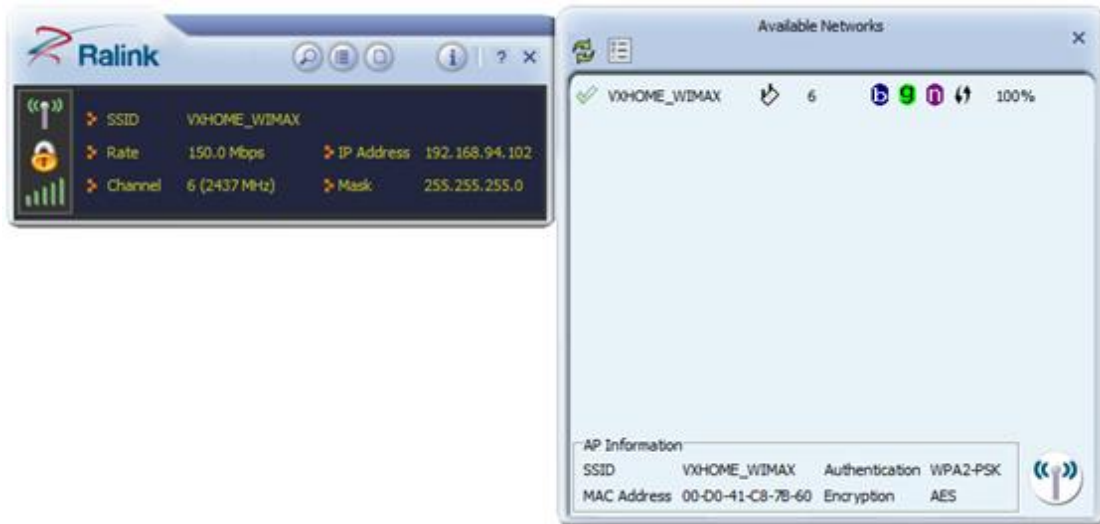 Ralink
? ×
SSID VXHOME_WIMAX
Rate 150.0 Mbps IP Address 192.168.94.102
Channel 6 (2437 MHz) Mask 255.255.255.0
Available Networks ×
VXHOME_WIMAX 6 b g n 100%
AP Information
SSID VXHOME_WIMAX Authentication WPA2-PSK
MAC Address 00-D0-41-C8-7B-60 Encryption AES